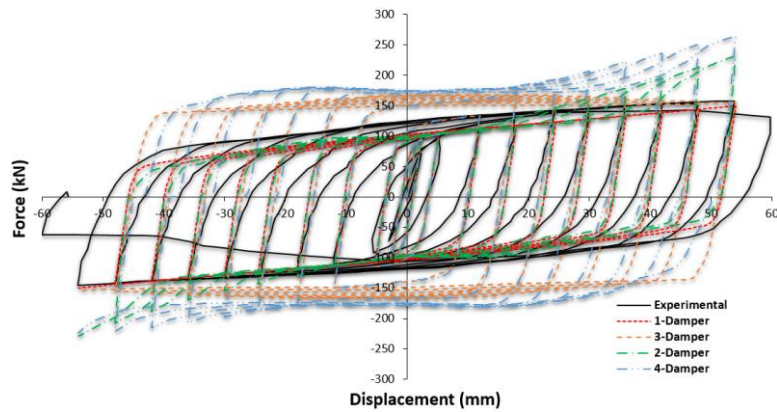 300
250
200
150
100
50
0
-50
-100
-150
-200
-250
-300
-60 -50 -40 -30 -20 -10 0 10 20 30 40 50 60
Force (kN)
Displacement (mm)
Experimental
1-Damper
3-Damper
2-Damper
4-Damper